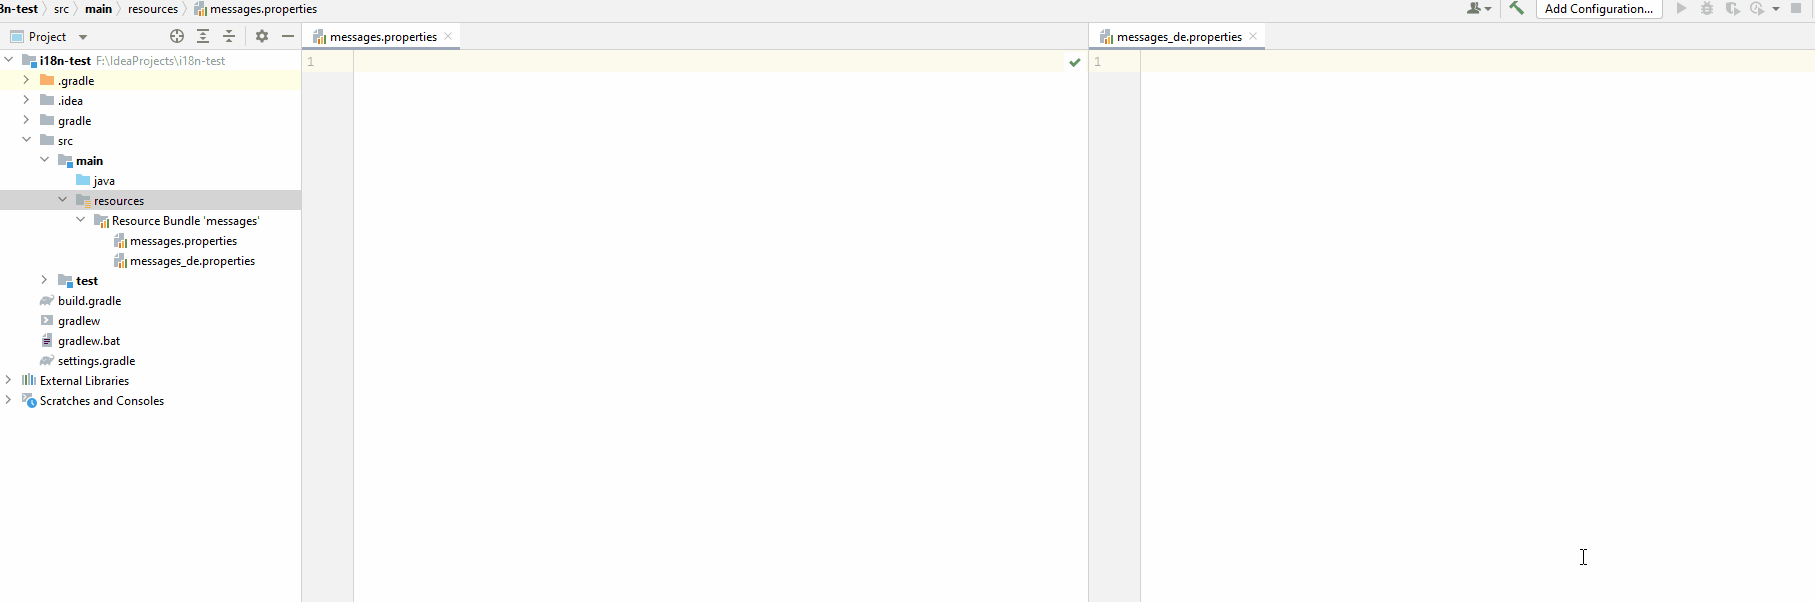 8n-test src main resources messages.properties Add Configuration...
Project messages.properties messages_de.properties
i18n-test F:\IdeaProjects\i18n-test 1 1
.gradle
.idea
gradle
src
main
java
resources
Resource Bundle 'messages'
messages.properties
messages_de.properties
test
build.gradle
gradlew
gradlew.bat
settings.gradle
External Libraries
Scratches and Consoles